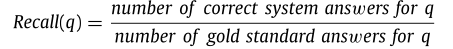 Recall(q) = number of correct system answers for q / number of gold standard answers for q